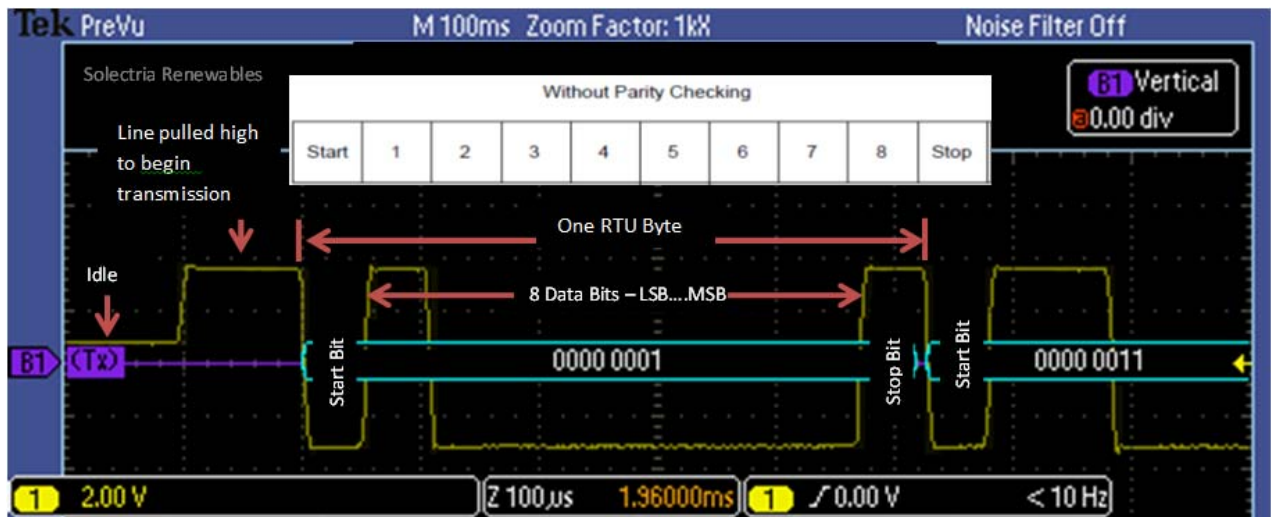 Tek PreVu M 100ms Zoom Factor: 1kX Noise Filter Off
Solectria Renewables
B1 Vertical
a 0.00 div
Without Parity Checking
Start 1 2 3 4 5 6 7 8 Stop
Line pulled high
to begin
transmission
One RTU Byte
Idle
8 Data Bits – LSB....MSB
B1 (Tx) Start Bit 0000 0001 Stop Bit Start Bit 0000 0011
1 2.00 V Z 100µs 1.96000ms 1 0.00 V < 10 Hz